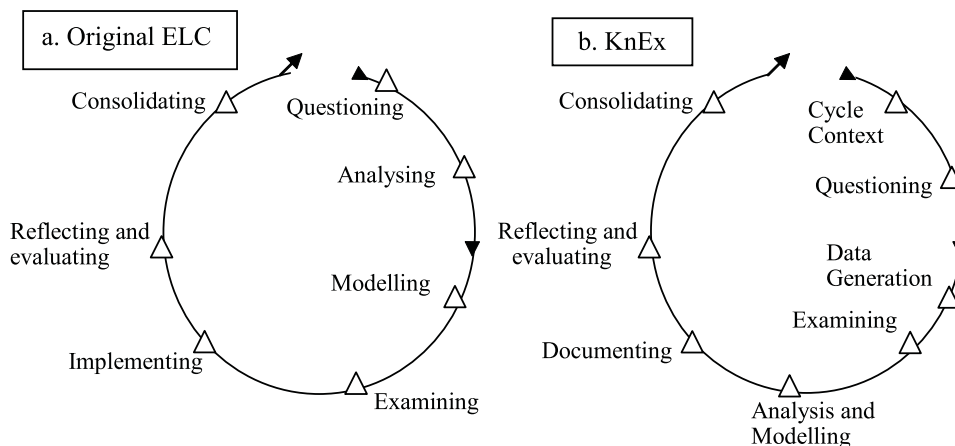 a. Original ELC
Consolidating
Questioning
Analysing
Reflecting and
evaluating
Modelling
Implementing
Examining
b. KnEx
Consolidating
Cycle
Context
Questioning
Reflecting and
evaluating
Data
Generation
Examining
Documenting
Analysis and
Modelling